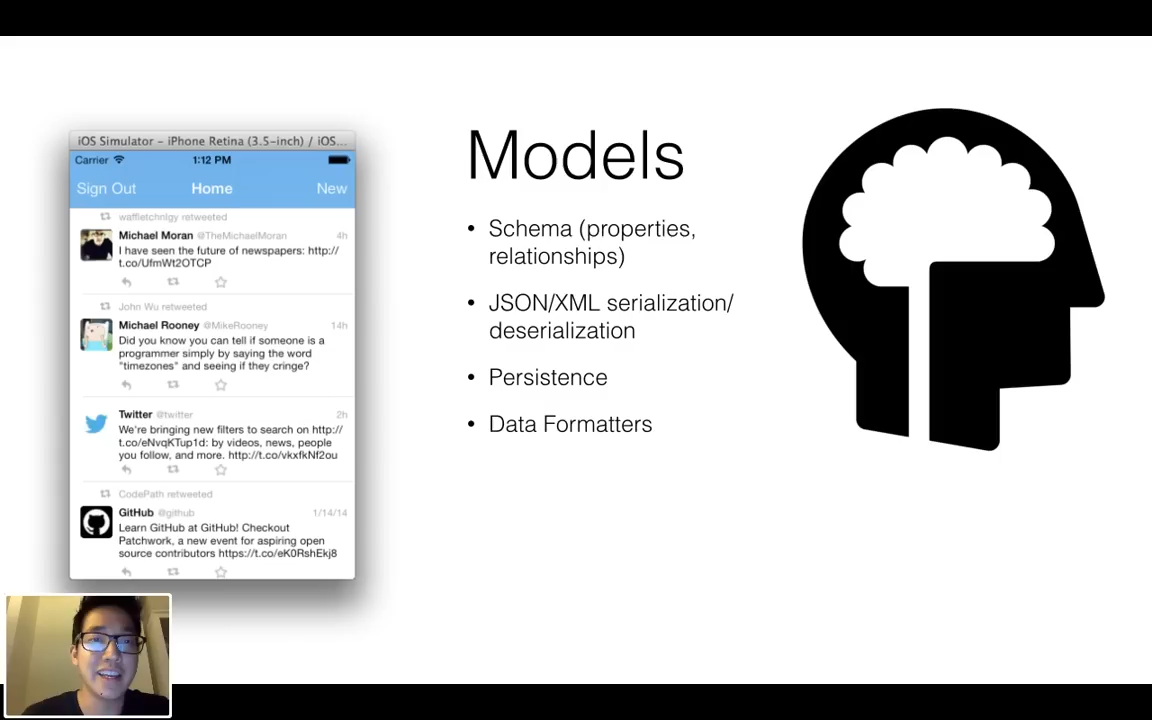 iOS Simulator - iPhone Retina (3.5-inch) / iOS...
Carrier 1:12 PM
Sign Out Home New
waffletchnlgy retweeted
Michael Moran @TheMichaelMoran 4h
I have seen the future of newspapers: http://
t.co/UfmWt2OTCP
John Wu retweeted
Michael Rooney @MikeRooney 14h
Did you know you can tell if someone is a
programmer simply by saying the word
"timezones" and seeing if they cringe?
Twitter @twitter 2h
We're bringing new filters to search on http://
t.co/eNvqKTup1d: by videos, news, people
you follow, and more. http://t.co/vkxfkNf2ou
CodePath retweeted
GitHub @github 1/14/14
Learn GitHub at GitHub! Checkout
Patchwork, a new event for aspiring open
source contributors https://t.co/eK0RshEkj8
Models
• Schema (properties,
relationships)
• JSON/XML serialization/
deserialization
• Persistence
• Data Formatters